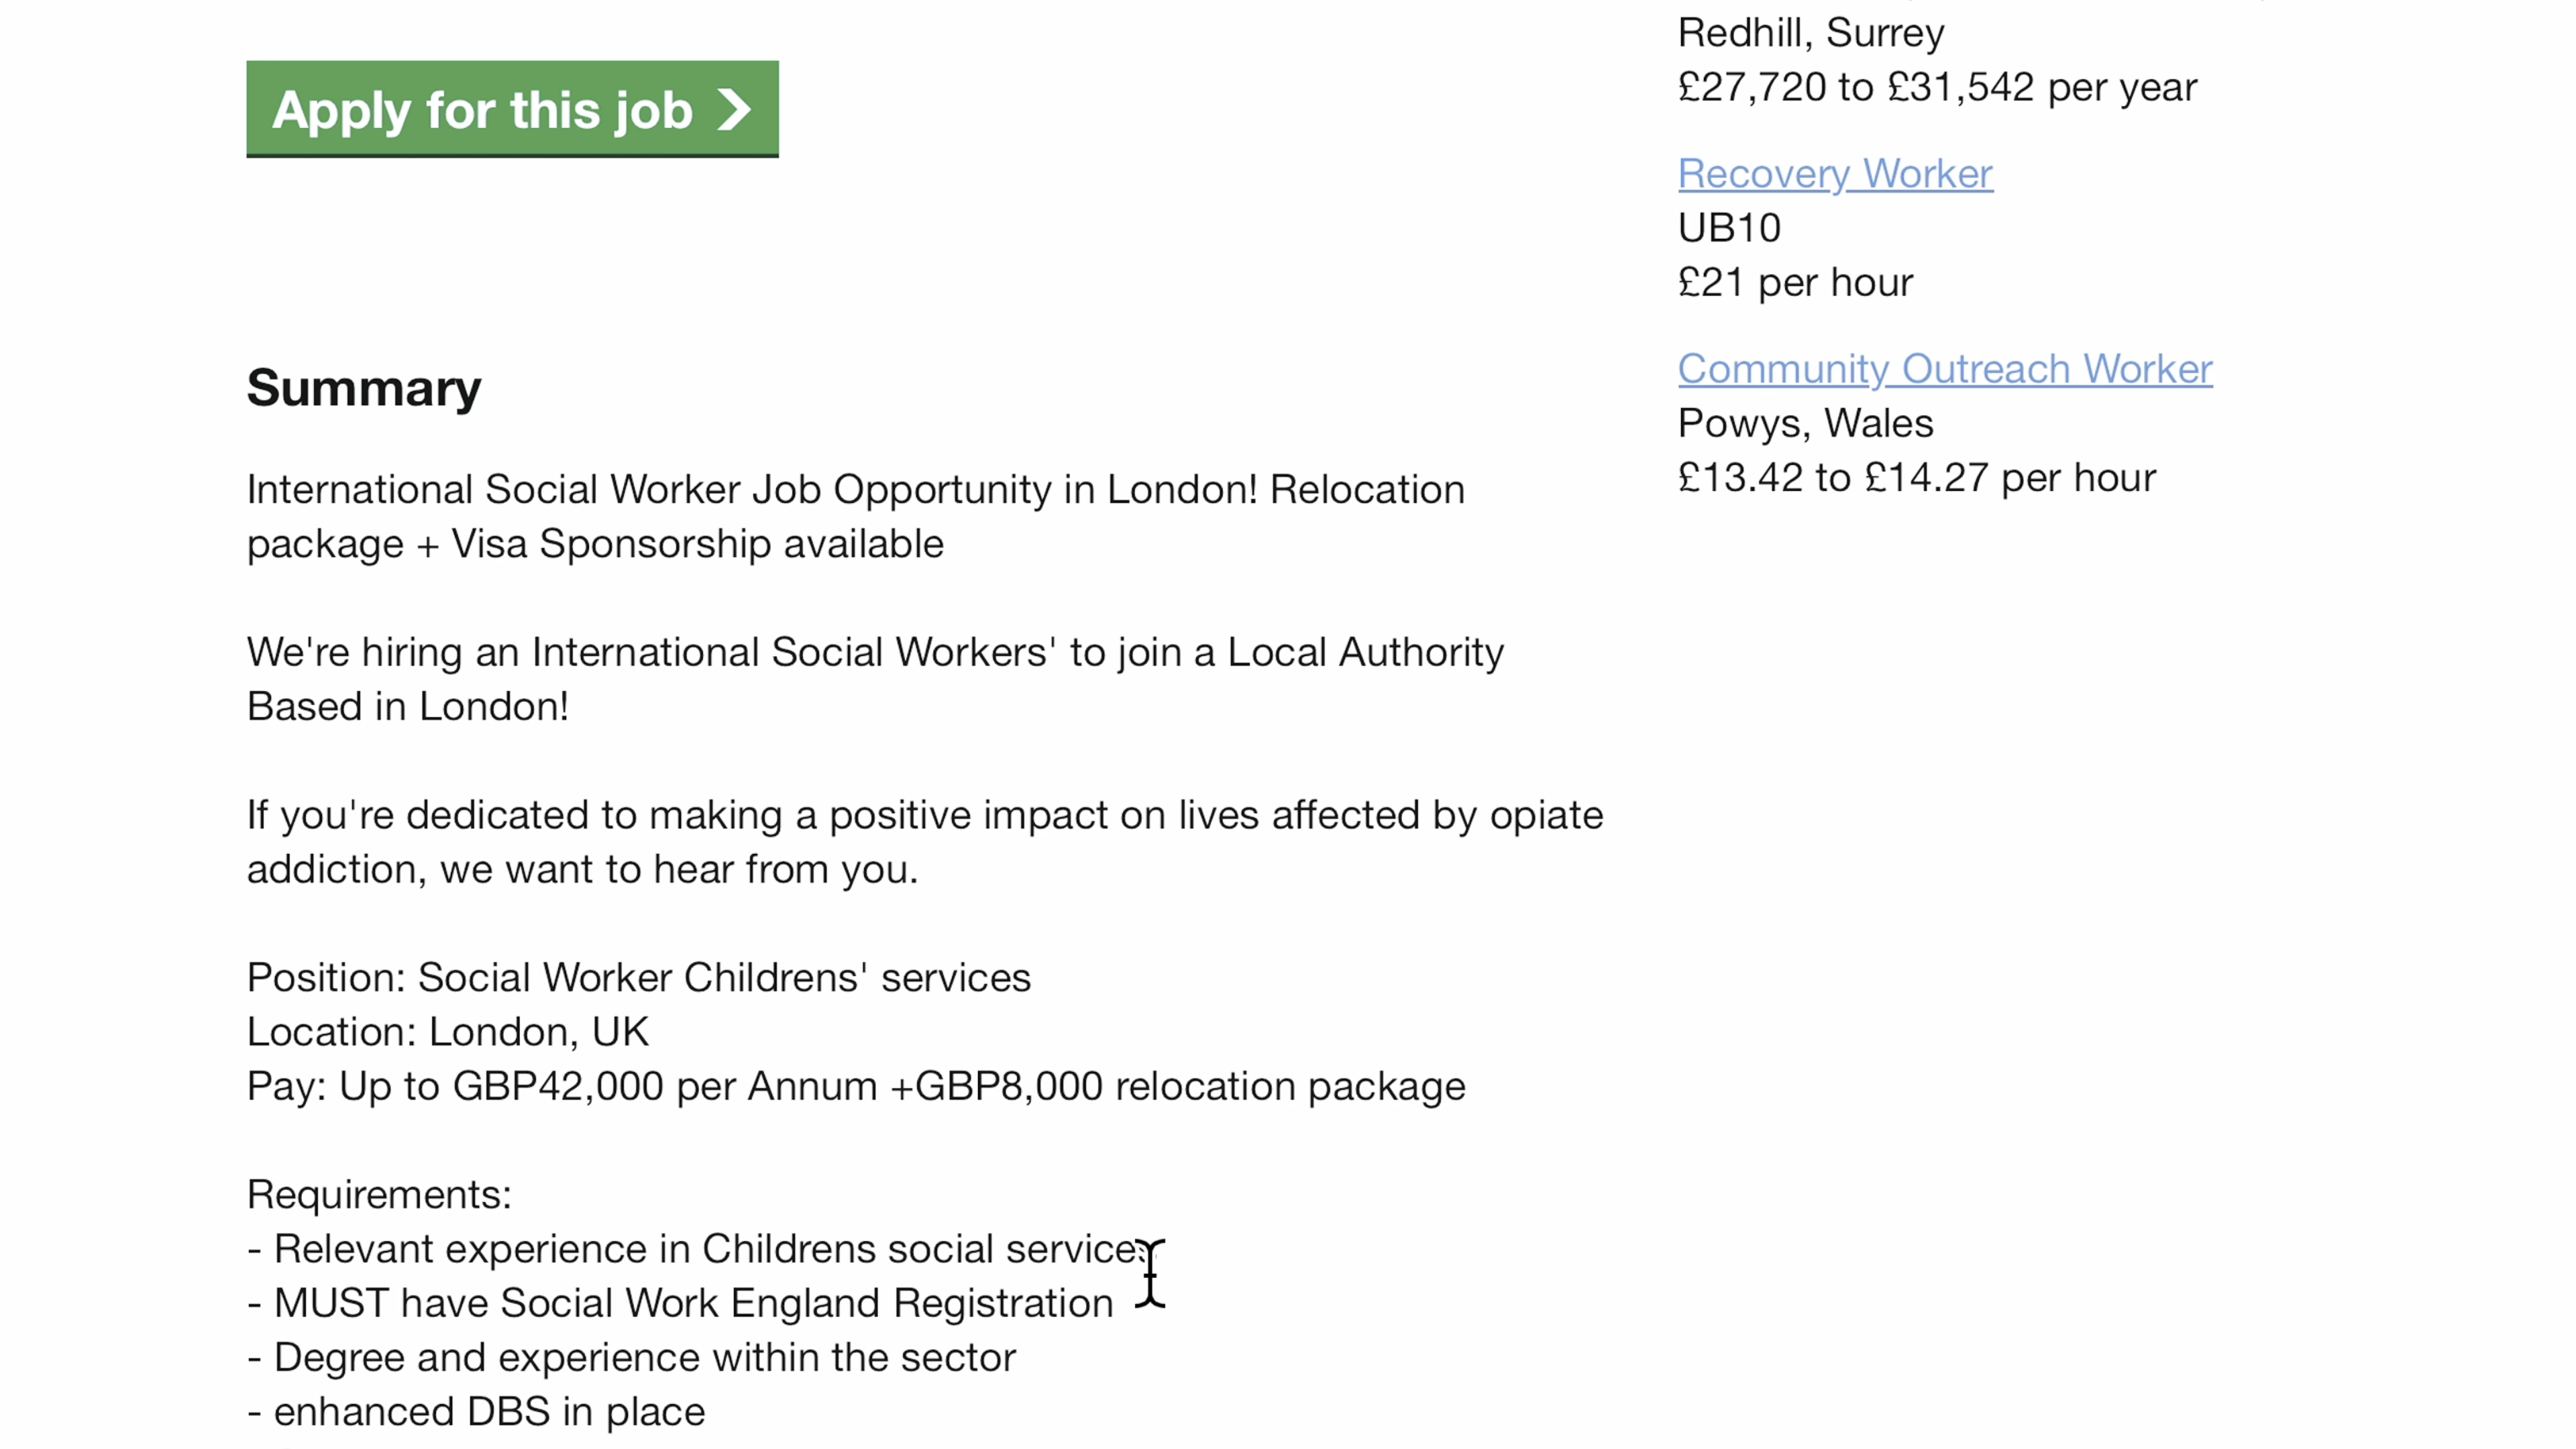 Apply for this job
Summary
International Social Worker Job Opportunity in London! Relocation
package + Visa Sponsorship available
We're hiring an International Social Workers' to join a Local Authority
Based in London!
If you're dedicated to making a positive impact on lives affected by opiate
addiction, we want to hear from you.
Position: Social Worker Childrens' services
Location: London, UK
Pay: Up to GBP42,000 per Annum +GBP8,000 relocation package
Requirements:
- Relevant experience in Childrens social services
- MUST have Social Work England Registration
- Degree and experience within the sector
- enhanced DBS in place
Redhill, Surrey
£27,720 to £31,542 per year
Recovery Worker
UB10
£21 per hour
Community Outreach Worker
Powys, Wales
£13.42 to £14.27 per hour